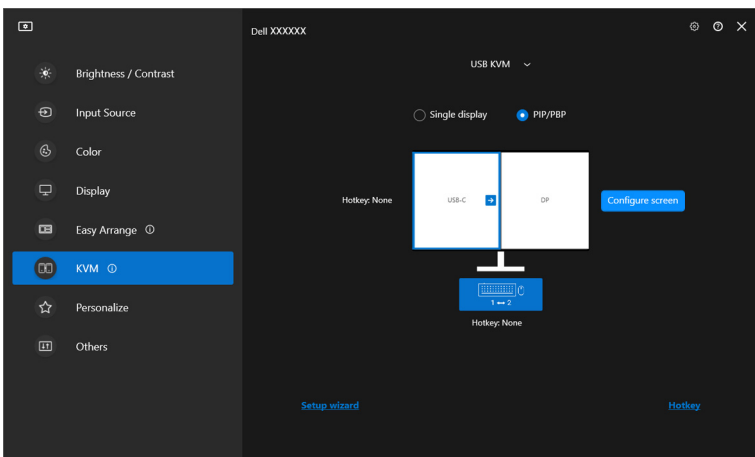 Dell XXXXXX
Brightness / Contrast
Input Source
Color
Display
Easy Arrange
KVM
Personalize
Others
USB KVM
Single display
PIP/PBP
Hotkey: None
USB-C
DP
Configure screen
1 ↔ 2
Hotkey: None
Setup wizard
Hotkey